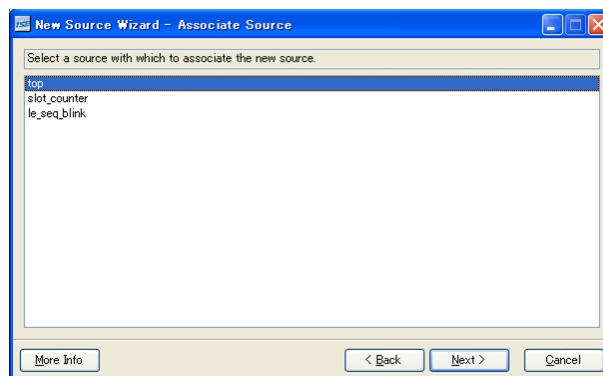 ISE New Source Wizard - Associate Source
Select a source with which to associate the new source.
top
slot_counter
le_seq_blink
More Info
< Back
Next >
Cancel